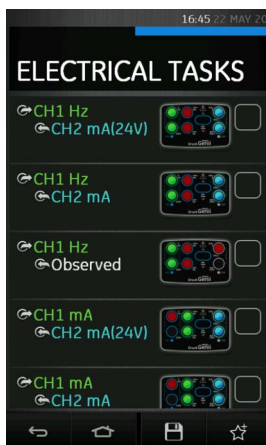 16:45 22 MAY 20
ELECTRICAL TASKS
CH1 Hz
CH2 mA(24V)
CH1 Hz
CH2 mA
CH1 Hz
Observed
CH1 mA
CH2 mA(24V)
CH1 mA
CH2 mA